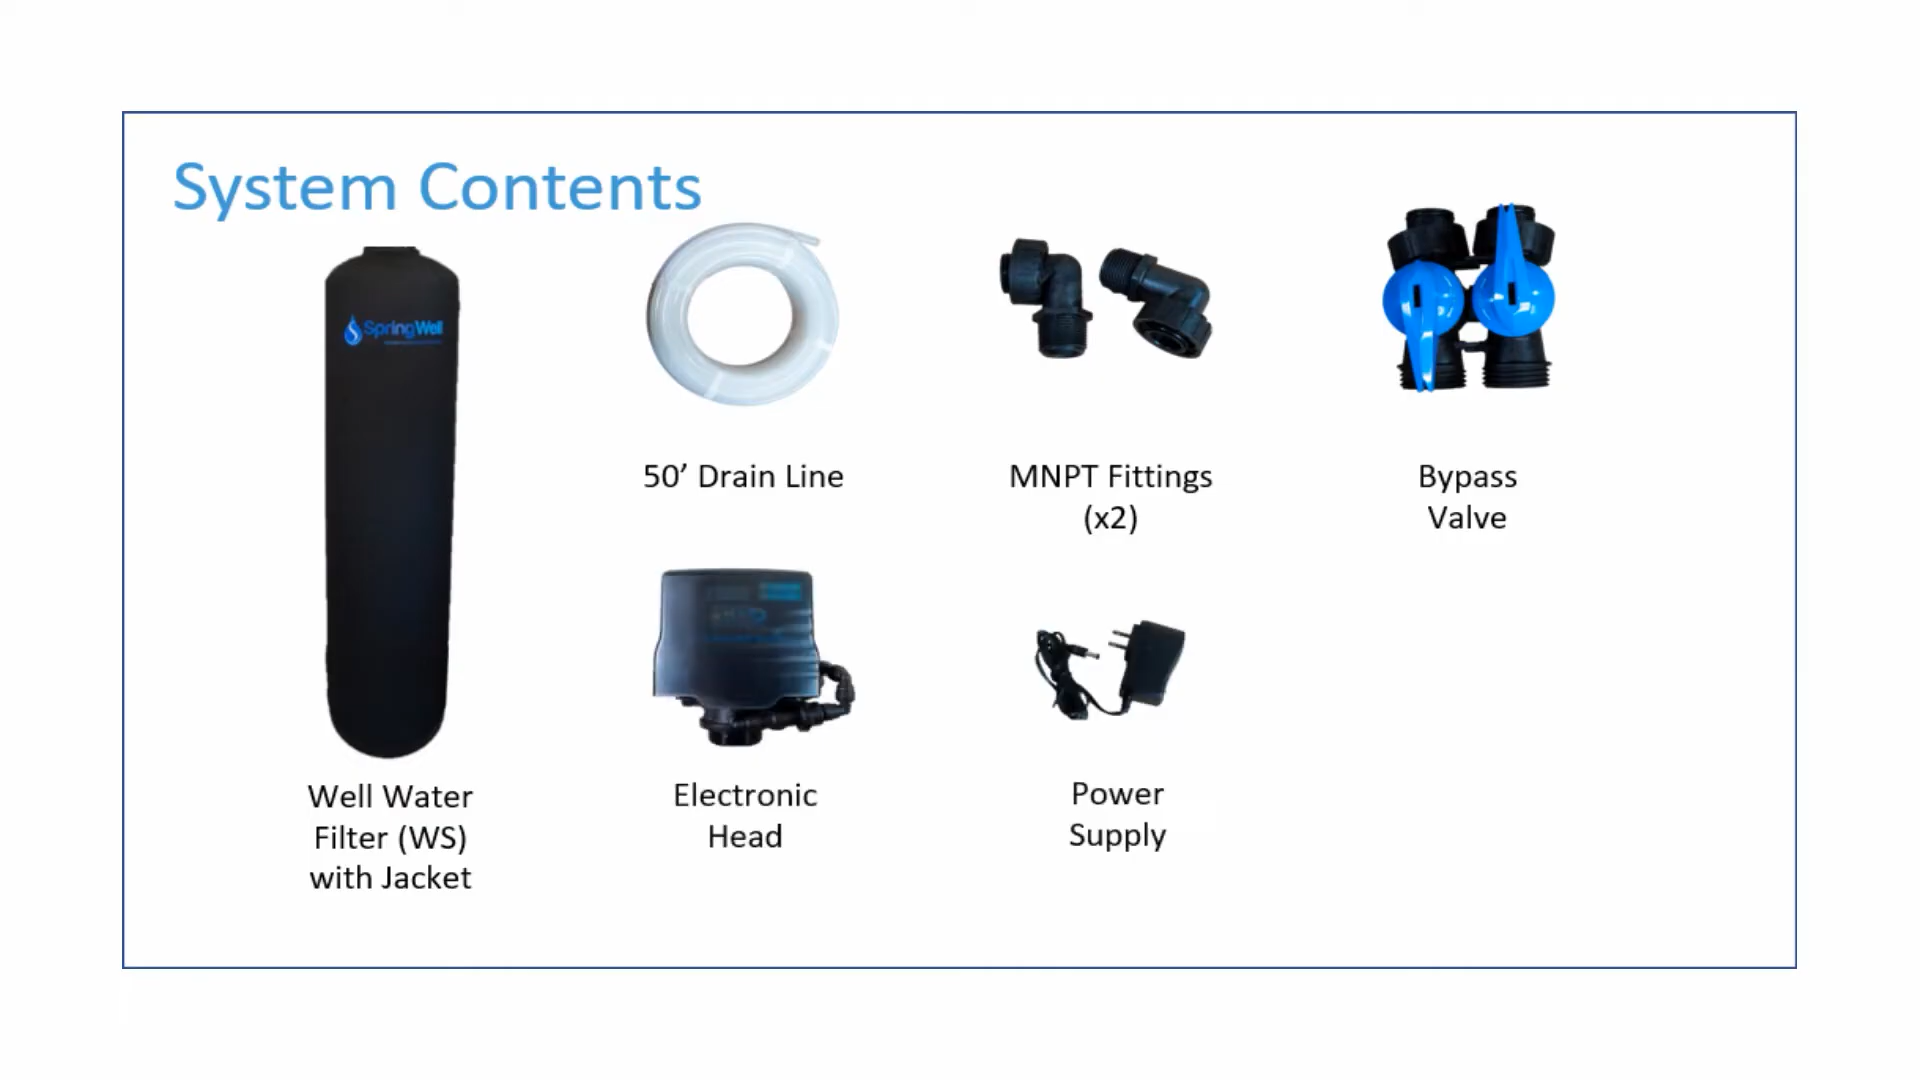 System Contents
SpringWell
50’ Drain Line
MNPT Fittings
(x2)
Bypass
Valve
Well Water
Filter (WS)
with Jacket
Electronic
Head
Power
Supply